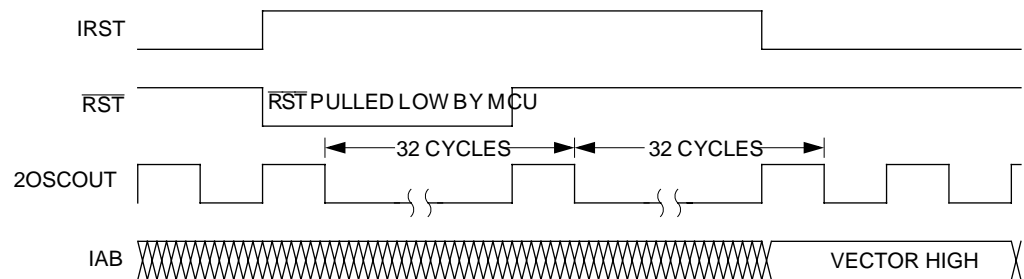 IRST
RST
RST PULLED LOW BY MCU
32 CYCLES
32 CYCLES
2OSCOUT
IAB
VECTOR HIGH